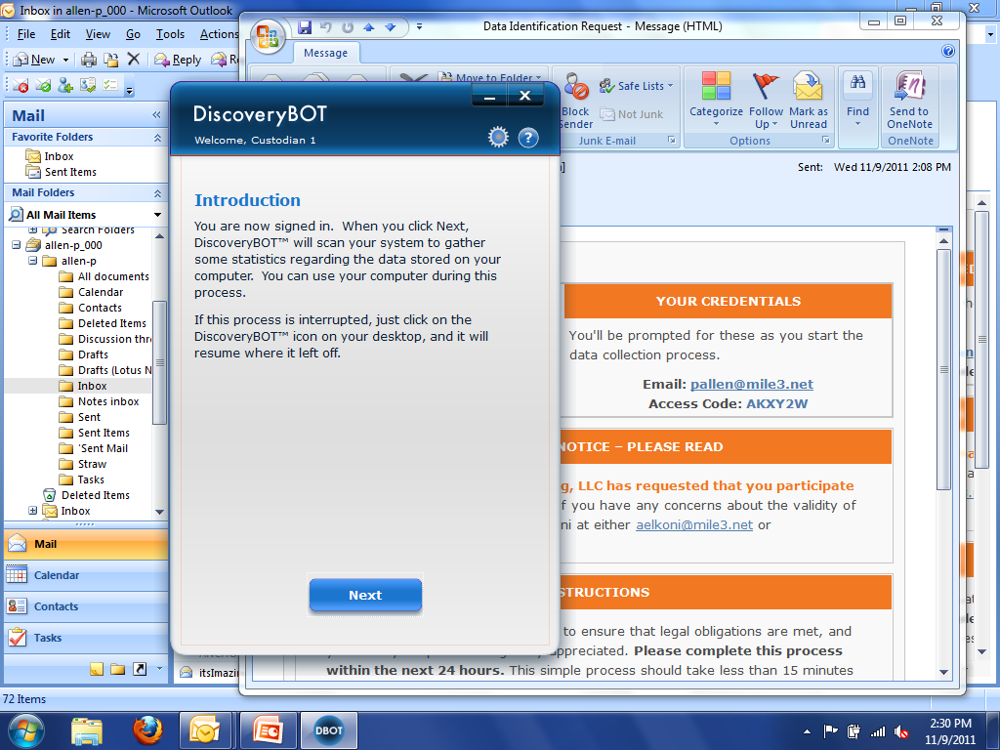 Inbox in allen-p_000 - Microsoft Outlook
File Edit View Go Tools Actions
New Reply
Mail
Favorite Folders
Inbox
Sent Items
Mail Folders
All Mail Items
Search Folders
allen-p_000
allen-p
All documents
Calendar
Contacts
Deleted Items
Discussion thre
Drafts
Drafts (Lotus N
Inbox
Notes inbox
Sent
Sent Items
'Sent Mail
Straw
Tasks
Deleted Items
Inbox
Mail
Calendar
Contacts
Tasks
72 Items
Data Identification Request - Message (HTML)
Message
Move to Folder
Block Sender
Safe Lists
Not Junk
Junk E-mail
Categorize
Follow Up
Mark as Unread
Options
Find
Send to OneNote
OneNote
Sent: Wed 11/9/2011 2:08 PM
DiscoveryBOT
Welcome, Custodian 1
Introduction
You are now signed in. When you click Next,
DiscoveryBOT™ will scan your system to gather
some statistics regarding the data stored on your
computer. You can use your computer during this
process.
If this process is interrupted, just click on the
DiscoveryBOT™ icon on your desktop, and it will
resume where it left off.
Next
YOUR CREDENTIALS
You'll be prompted for these as you start the
data collection process.
Email: pallen@mile3.net
Access Code: AKXY2W
NOTICE – PLEASE READ
g, LLC has requested that you participate
f you have any concerns about the validity of
ni at either aelkoni@mile3.net or
STRUCTIONS
to ensure that legal obligations are met, and
appreciated. Please complete this process
within the next 24 hours. This simple process should take less than 15 minutes
DBOT
2:30 PM
11/9/2011